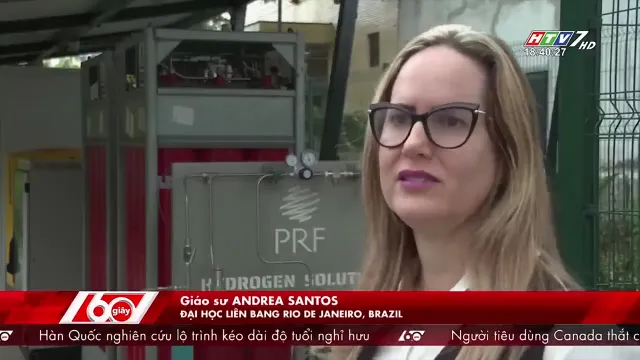 HTV7 HD
18:40:27
PRF
HYDROGEN SOLUT
60 giây
Giáo sư ANDREA SANTOS
ĐẠI HỌC LIÊN BANG RIO DE JANEIRO, BRAZIL
Hàn Quốc nghiên cứu lộ trình kéo dài độ tuổi nghỉ hưu 60 Người tiêu dùng Canada thắt c